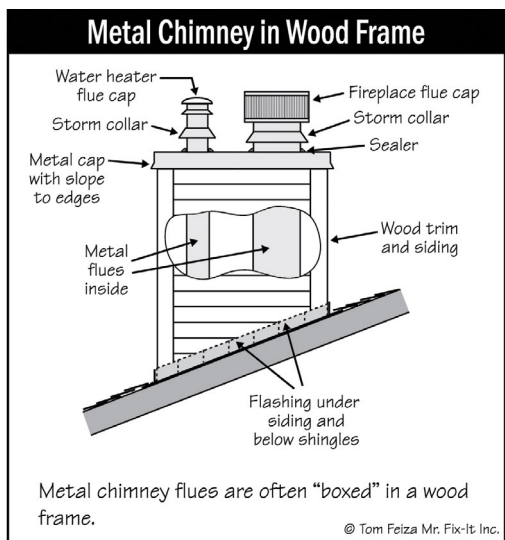 Metal Chimney in Wood Frame
Water heater
flue cap
Storm collar
Metal cap
with slope
to edges
Fireplace flue cap
Storm collar
Sealer
Metal
flues
inside
Wood trim
and siding
Flashing under
siding and
below shingles
Metal chimney flues are often “boxed” in a wood
frame.
© Tom Feiza Mr. Fix-It Inc.